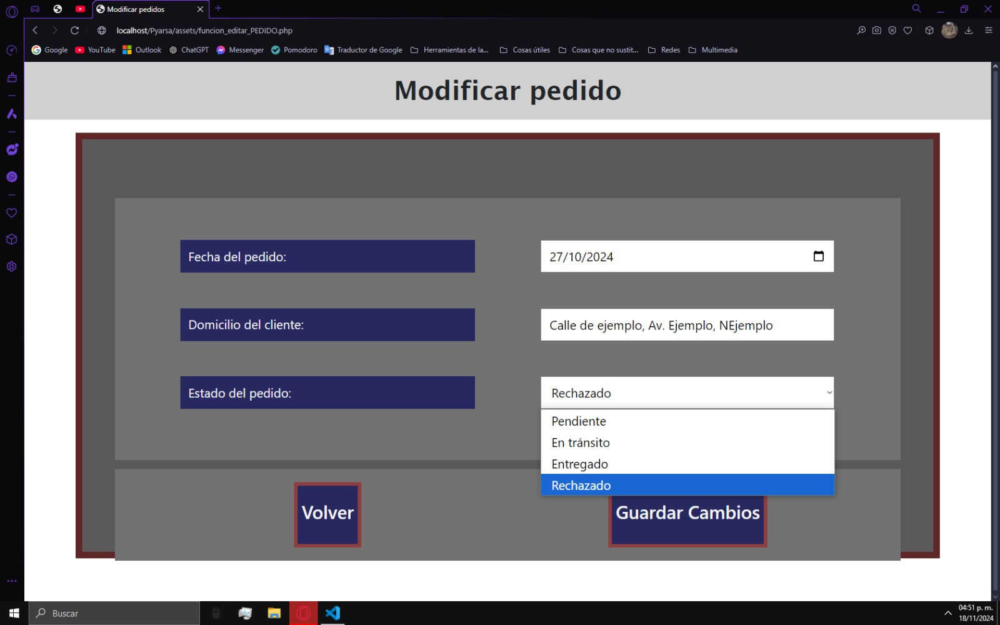 Modificar pedidos
localhost/Pyarsa/assets/funcion_editar_PEDIDO.php
Google YouTube Outlook ChatGPT Messenger Pomodoro Traductor de Google Herramientas de la... Cosas útiles Cosas que no sustit... Redes Multimedia
Modificar pedido
Fecha del pedido: 27/10/2024
Domicilio del cliente: Calle de ejemplo, Av. Ejemplo, NEjemplo
Estado del pedido: Rechazado
Pendiente
En tránsito
Entregado
Rechazado
Volver Guardar Cambios
Buscar
04:51 p. m.
18/11/2024